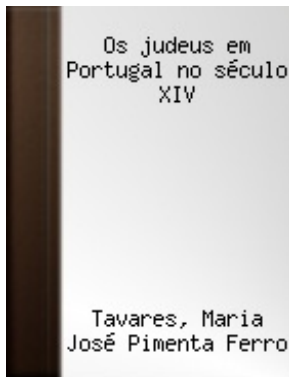 Os judeus em
Portugal no século
XIV
Tavares, Maria
José Pimenta Ferro